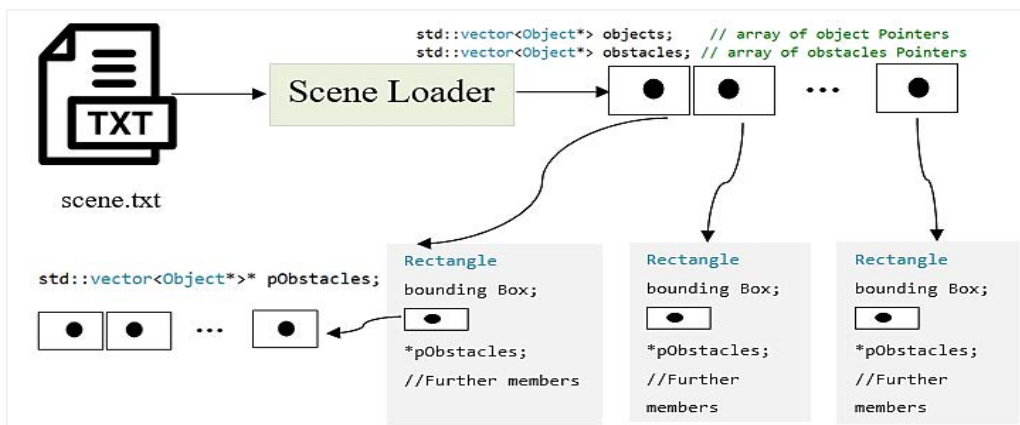 std::vector<Object*> objects; // array of object Pointers
std::vector<Object*> obstacles; // array of obstacles Pointers
TXT
Scene Loader
...
scene.txt
std::vector<Object*>* pObstacles;
...
Rectangle
bounding Box;
*pObstacles;
//Further members
Rectangle
bounding Box;
*pObstacles;
//Further
members
Rectangle
bounding Box;
*pObstacles;
//Further
members